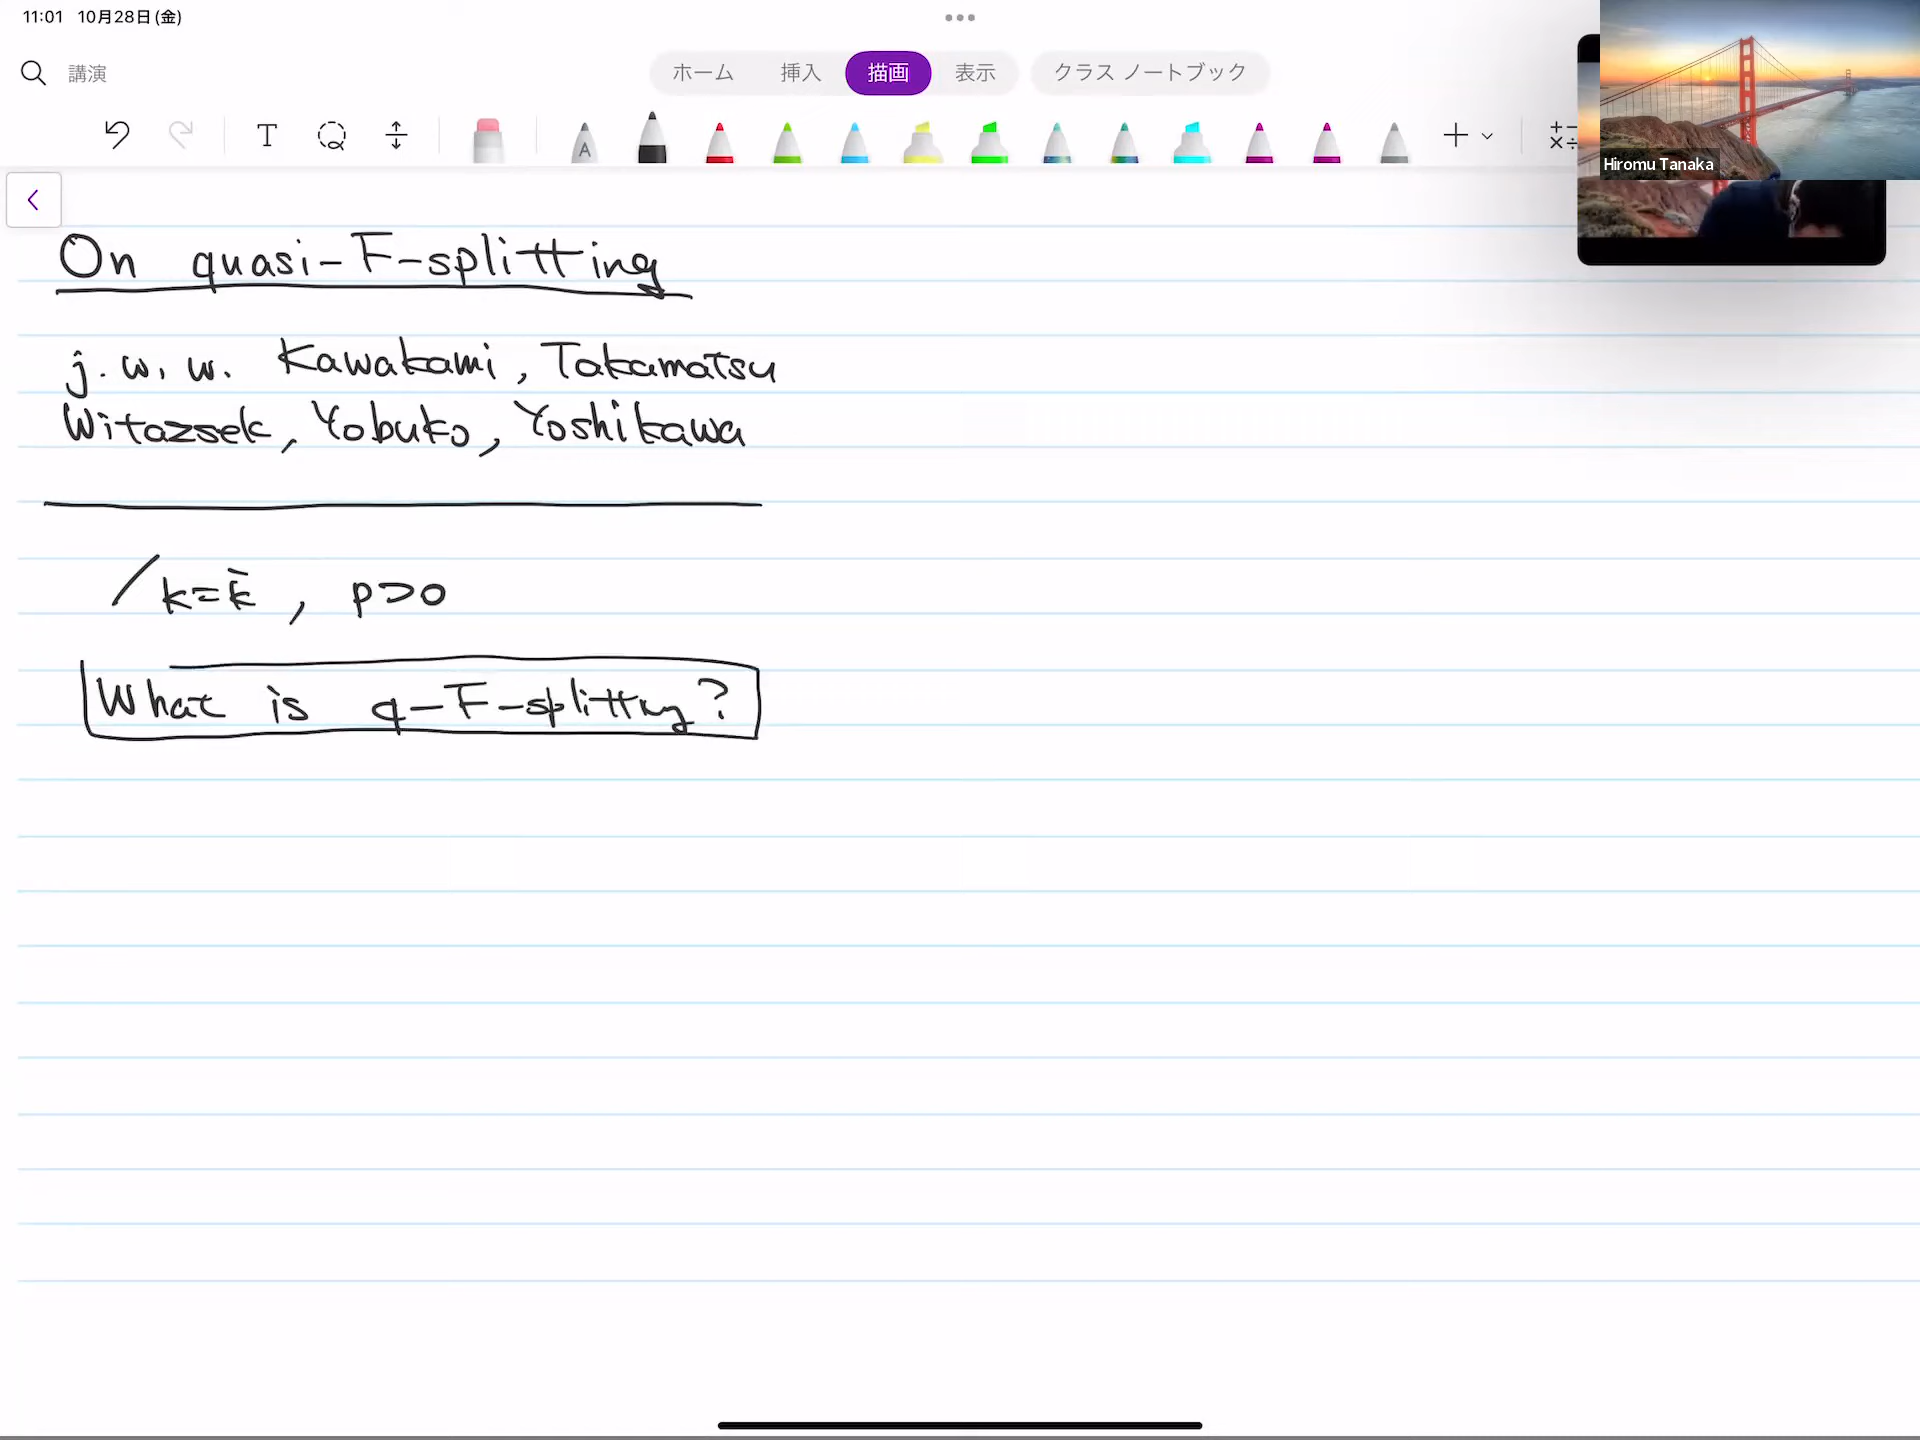 11:01 10月28日(金)
講演
ホーム 挿入 描画 表示 クラス ノートブック
T A
Hiromu Tanaka
On quasi-F-splitting
j. w. w. Kawakami, Takamatsu
Witazsek, Yobuko, Yoshikawa
/k=k̄, p>0
What is q-F-splitting?